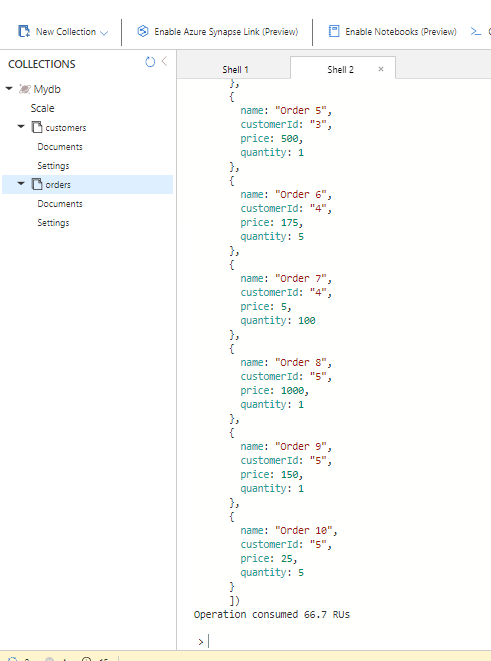 New Collection
Enable Azure Synapse Link (Preview)
Enable Notebooks (Preview)
COLLECTIONS
Mydb
Scale
customers
Documents
Settings
orders
Documents
Settings
Shell 1
Shell 2
},
{
name: "Order 5",
customerId: "3",
price: 500,
quantity: 1
},
{
name: "Order 6",
customerId: "4",
price: 175,
quantity: 5
},
{
name: "Order 7",
customerId: "4",
price: 5,
quantity: 100
},
{
name: "Order 8",
customerId: "5",
price: 1000,
quantity: 1
},
{
name: "Order 9",
customerId: "5",
price: 150,
quantity: 1
},
{
name: "Order 10",
customerId: "5",
price: 25,
quantity: 5
}
])
Operation consumed 66.7 RUs
>